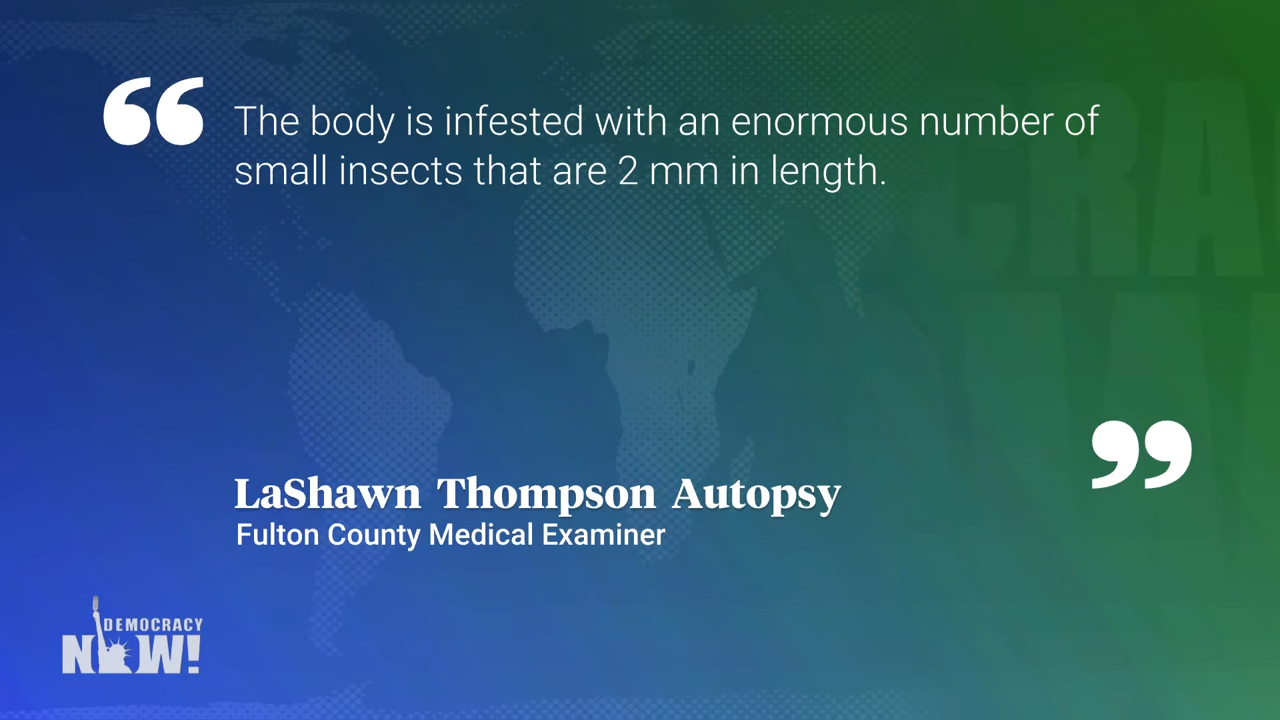 “ The body is infested with an enormous number of
small insects that are 2 mm in length. ”
LaShawn Thompson Autopsy
Fulton County Medical Examiner
DEMOCRACY
NOW!
CRA